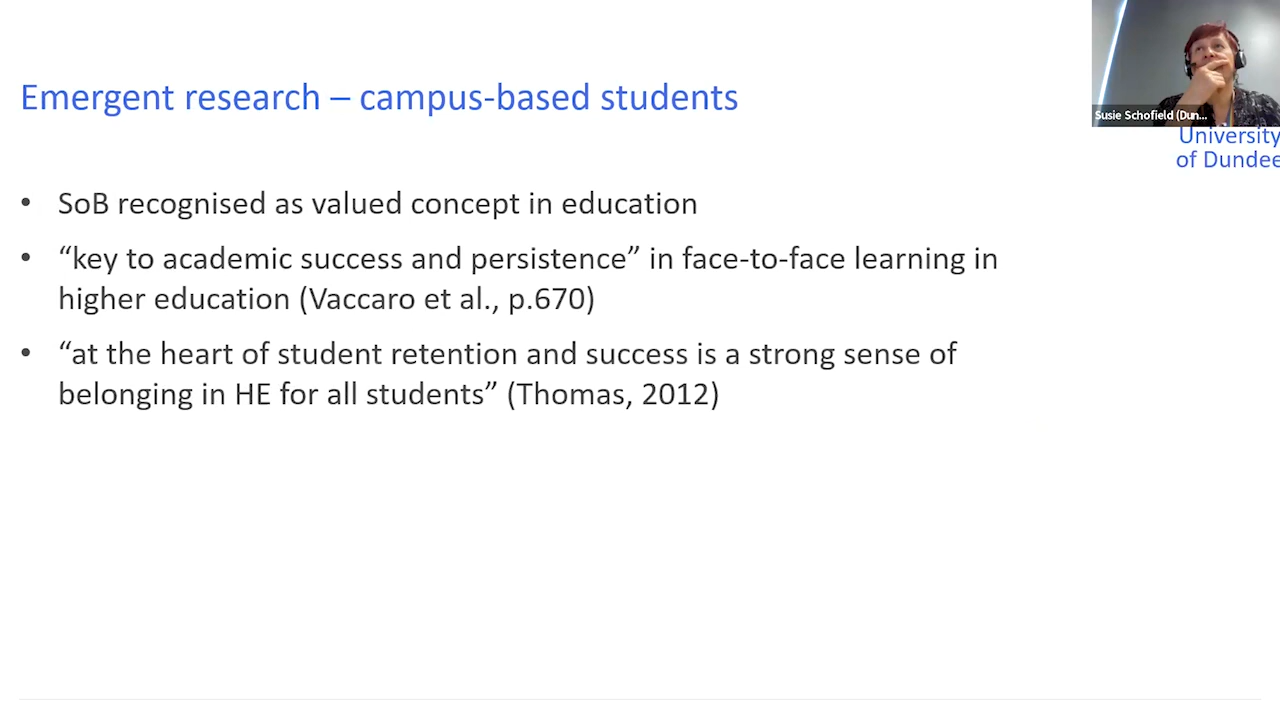 Emergent research – campus-based students
Susie Schofield (Dun...
University
of Dundee
• SoB recognised as valued concept in education
• “key to academic success and persistence” in face-to-face learning in
higher education (Vaccaro et al., p.670)
• “at the heart of student retention and success is a strong sense of
belonging in HE for all students” (Thomas, 2012)